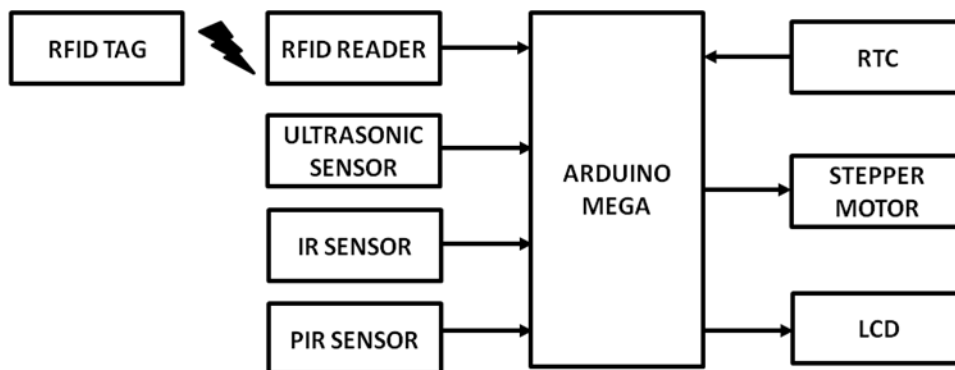 RFID TAG
RFID READER
ULTRASONIC
SENSOR
IR SENSOR
PIR SENSOR
ARDUINO
MEGA
RTC
STEPPER
MOTOR
LCD